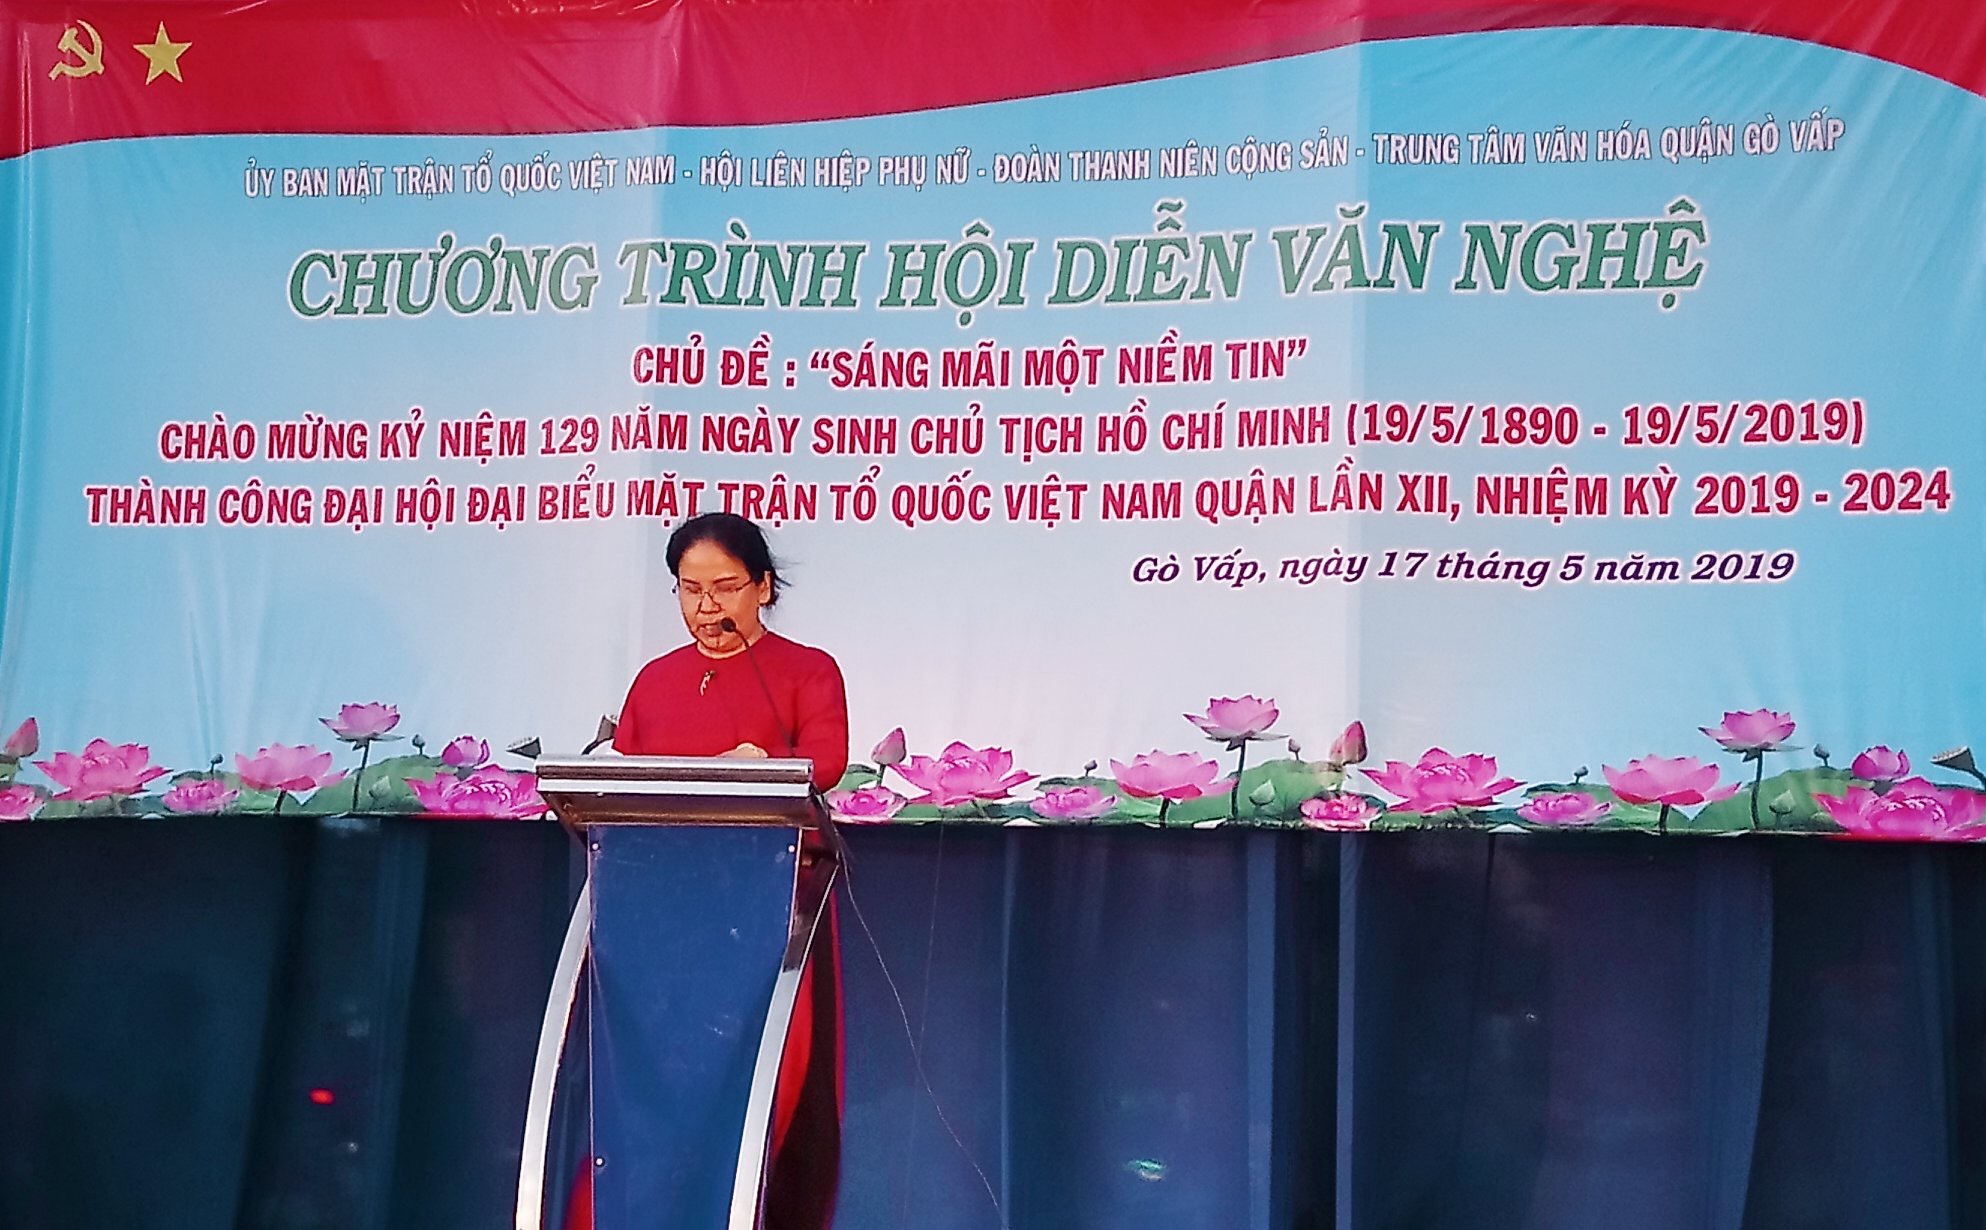 ỦY BAN MẶT TRẬN TỔ QUỐC VIỆT NAM - HỘI LIÊN HIỆP PHỤ NỮ - ĐOÀN THANH NIÊN CỘNG SẢN - TRUNG TÂM VĂN HÓA QUẬN GÒ VẤP
CHƯƠNG TRÌNH HỘI DIỄN VĂN NGHỆ
CHỦ ĐỀ : “SÁNG MÃI MỘT NIỀM TIN”
CHÀO MỪNG KỶ NIỆM 129 NĂM NGÀY SINH CHỦ TỊCH HỒ CHÍ MINH (19/5/1890 - 19/5/2019)
THÀNH CÔNG ĐẠI HỘI ĐẠI BIỂU MẶT TRẬN TỔ QUỐC VIỆT NAM QUẬN LẦN XII, NHIỆM KỲ 2019 - 2024
Gò Vấp, ngày 17 tháng 5 năm 2019